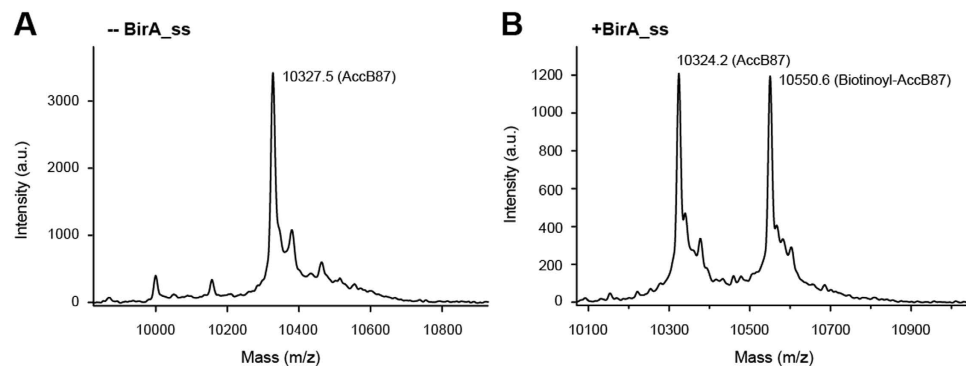 A
-- BirA_ss
10327.5 (AccB87)
3000
2000
1000
0
Intensity (a.u.)
10000 10200 10400 10600 10800
Mass (m/z)
B
+BirA_ss
10324.2 (AccB87)
10550.6 (Biotinoyl-AccB87)
1200
1000
800
600
400
200
0
Intensity (a.u.)
10100 10300 10500 10700 10900
Mass (m/z)